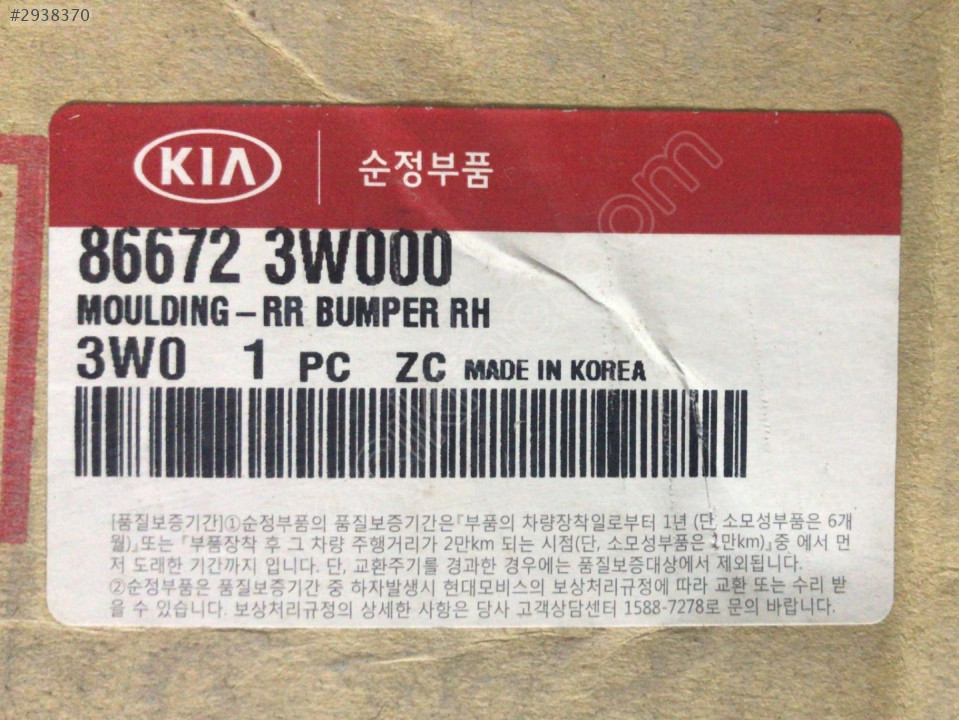 #2938370
KIA 순정부품
86672 3W000
MOULDING-RR BUMPER RH
3W0 1 PC ZC MADE IN KOREA
[품질보증기간]①순정부품의 품질보증기간은『부품의 차량장착일로부터 1년 (단, 소모성부품은 6개
월)』또는 『부품장착 후 그 차량 주행거리가 2만km 되는 시점(단, 소모성부품은 1만km)』중 에서 먼
저 도래한 기간까지 입니다. 단, 교환주기를 경과한 경우에는 품질보증대상에서 제외됩니다.
②순정부품은 품질보증기간 중 하자발생시 현대모비스의 보상처리규정에 따라 교환 또는 수리 받
을 수 있습니다. 보상처리규정의 상세한 사항은 당사 고객상담센터 1588-7278로 문의 바랍니다.